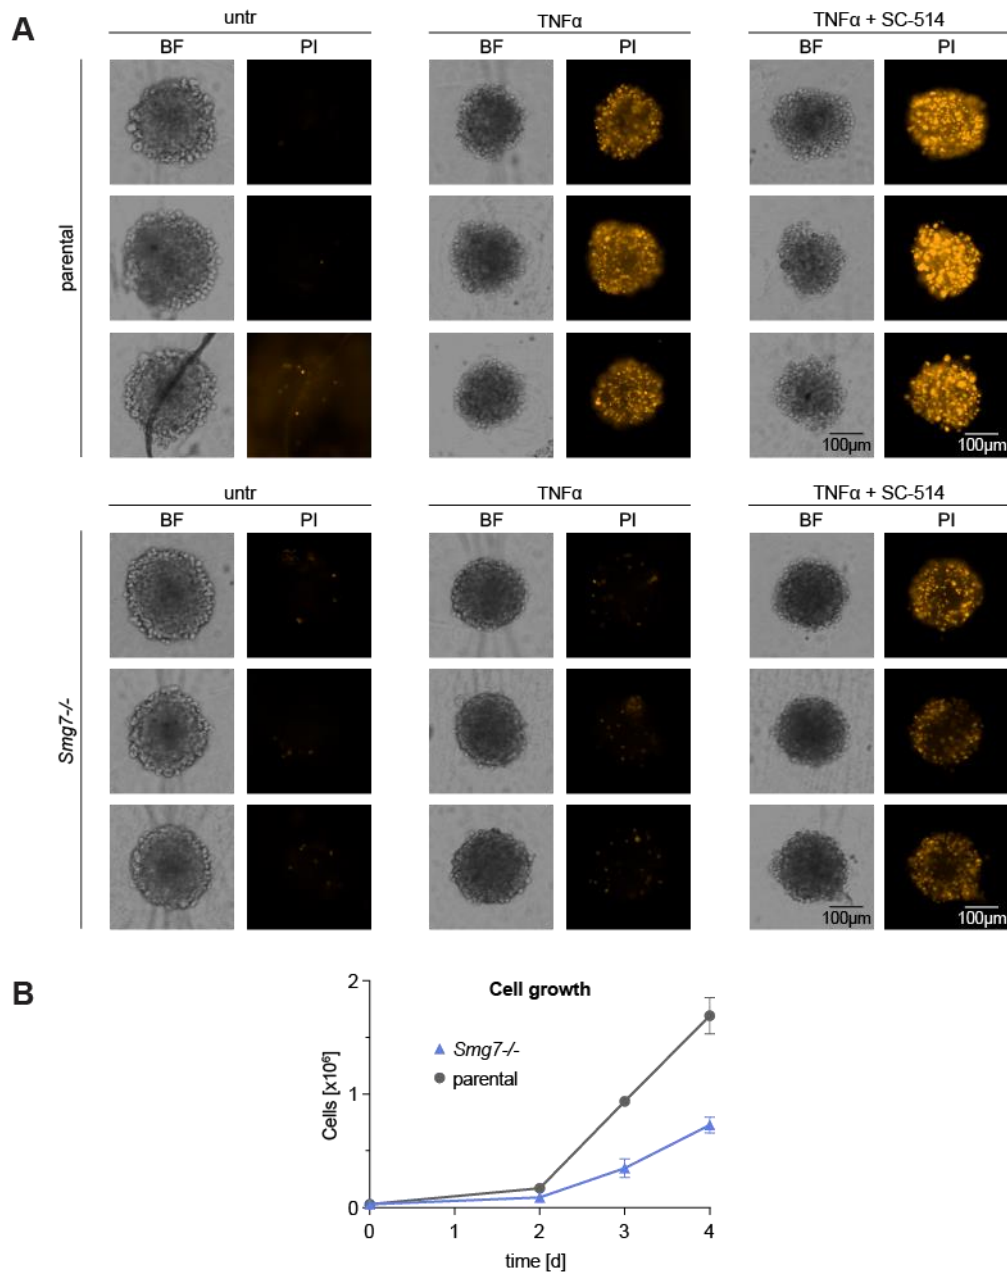 A
untr
TNFα
TNFα + SC-514
BF PI BF PI BF PI
parental
100µm 100µm
untr
TNFα
TNFα + SC-514
BF PI BF PI BF PI
Smg7-/-
100µm 100µm
B
Cell growth
Smg7-/-
parental
Cells [x10⁶]
2
1
0
0 1 2 3 4
time [d]